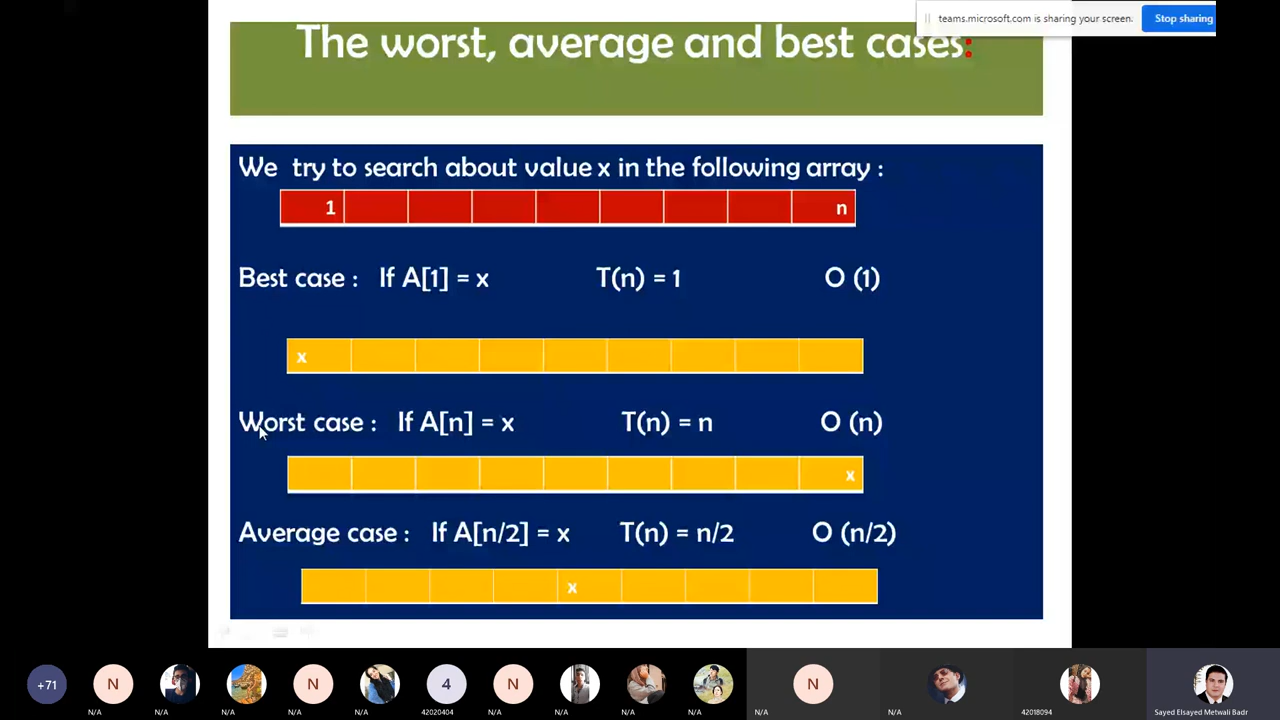 teams.microsoft.com is sharing your screen.
Stop sharing
The worst, average and best cases:
We try to search about value x in the following array :
1 n
Best case : If A[1] = x T(n) = 1 O (1)
x
Worst case : If A[n] = x T(n) = n O (n)
x
Average case : If A[n/2] = x T(n) = n/2 O (n/2)
x
+71 N N 4 N N
N/A N/A N/A N/A N/A 42020404 N/A N/A N/A N/A N/A N/A 42018094 Sayed Elsayed Metwali Badr